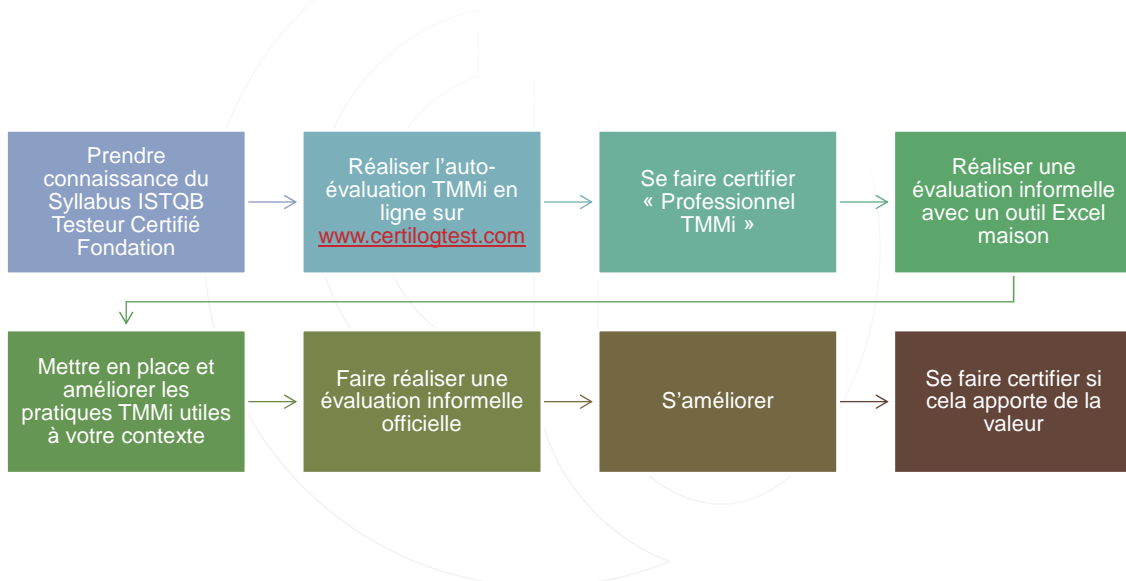 Prendre
connaissance du
Syllabus ISTQB
Testeur Certifié
Fondation
Réaliser l'auto-
évaluation TMMi en
ligne sur
www.certilogtest.com
Se faire certifier
« Professionnel
TMMi »
Réaliser une
évaluation informelle
avec un outil Excel
maison
Mettre en place et
améliorer les
pratiques TMMi utiles
à votre contexte
Faire réaliser une
évaluation informelle
officielle
S'améliorer
Se faire certifier si
cela apporte de la
valeur